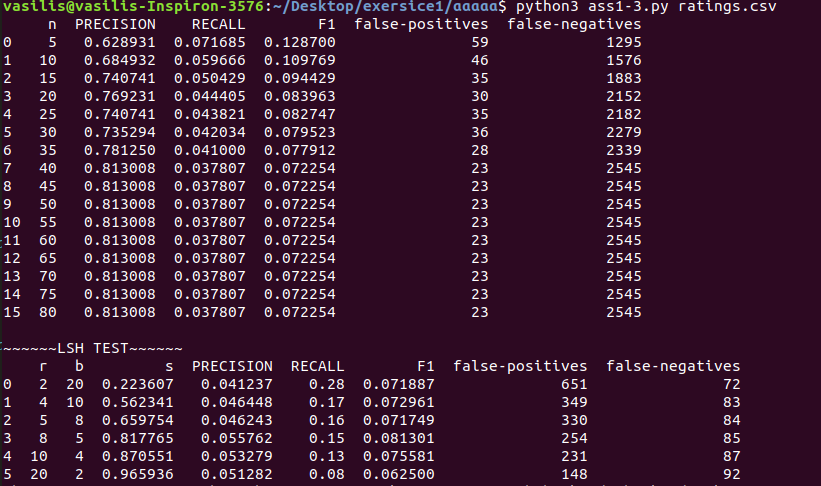 vasilis@vasilis-Inspiron-3576:~/Desktop/exersice1/ααααα$ python3 ass1-3.py ratings.csv
n PRECISION RECALL F1 false-positives false-negatives
0 5 0.628931 0.071685 0.128700 59 1295
1 10 0.684932 0.059666 0.109769 46 1576
2 15 0.740741 0.050429 0.094429 35 1883
3 20 0.769231 0.044405 0.083963 30 2152
4 25 0.740741 0.043821 0.082747 35 2182
5 30 0.735294 0.042034 0.079523 36 2279
6 35 0.781250 0.041000 0.077912 28 2339
7 40 0.813008 0.037807 0.072254 23 2545
8 45 0.813008 0.037807 0.072254 23 2545
9 50 0.813008 0.037807 0.072254 23 2545
10 55 0.813008 0.037807 0.072254 23 2545
11 60 0.813008 0.037807 0.072254 23 2545
12 65 0.813008 0.037807 0.072254 23 2545
13 70 0.813008 0.037807 0.072254 23 2545
14 75 0.813008 0.037807 0.072254 23 2545
15 80 0.813008 0.037807 0.072254 23 2545
~~~~~~LSH TEST~~~~~~
r b s PRECISION RECALL F1 false-positives false-negatives
0 2 20 0.223607 0.041237 0.28 0.071887 651 72
1 4 10 0.562341 0.046448 0.17 0.072961 349 83
2 5 8 0.659754 0.046243 0.16 0.071749 330 84
3 8 5 0.817765 0.055762 0.15 0.081301 254 85
4 10 4 0.870551 0.053279 0.13 0.075581 231 87
5 20 2 0.965936 0.051282 0.08 0.062500 148 92